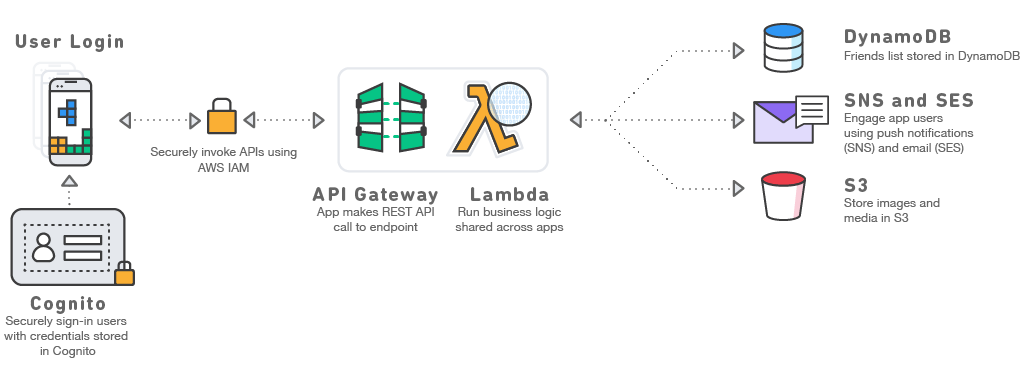 User Login
Securely invoke APIs using
AWS IAM
Cognito
Securely sign-in users
with credentials stored
in Cognito
API Gateway
App makes REST API
call to endpoint
Lambda
Run business logic
shared across apps
DynamoDB
Friends list stored in DynamoDB
SNS and SES
Engage app users
using push notifications
(SNS) and email (SES)
S3
Store images and
media in S3